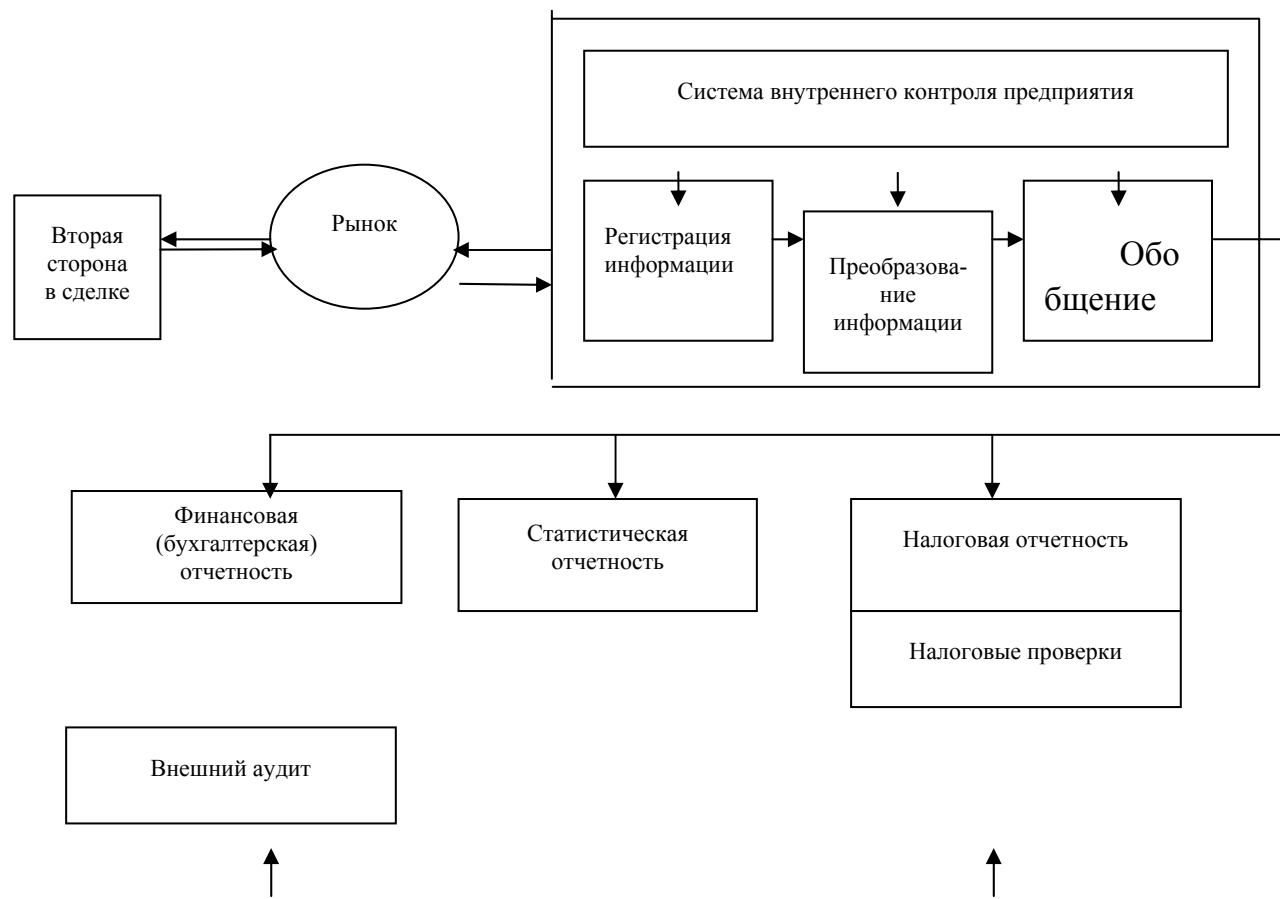 Система внутреннего контроля предприятия
Вторая
сторона
в сделке
Рынок
Регистрация
информации
Преобразова-
ние
информации
Обо
бщение
Финансовая
(бухгалтерская)
отчетность
Статистическая
отчетность
Налоговая отчетность
Налоговые проверки
Внешний аудит